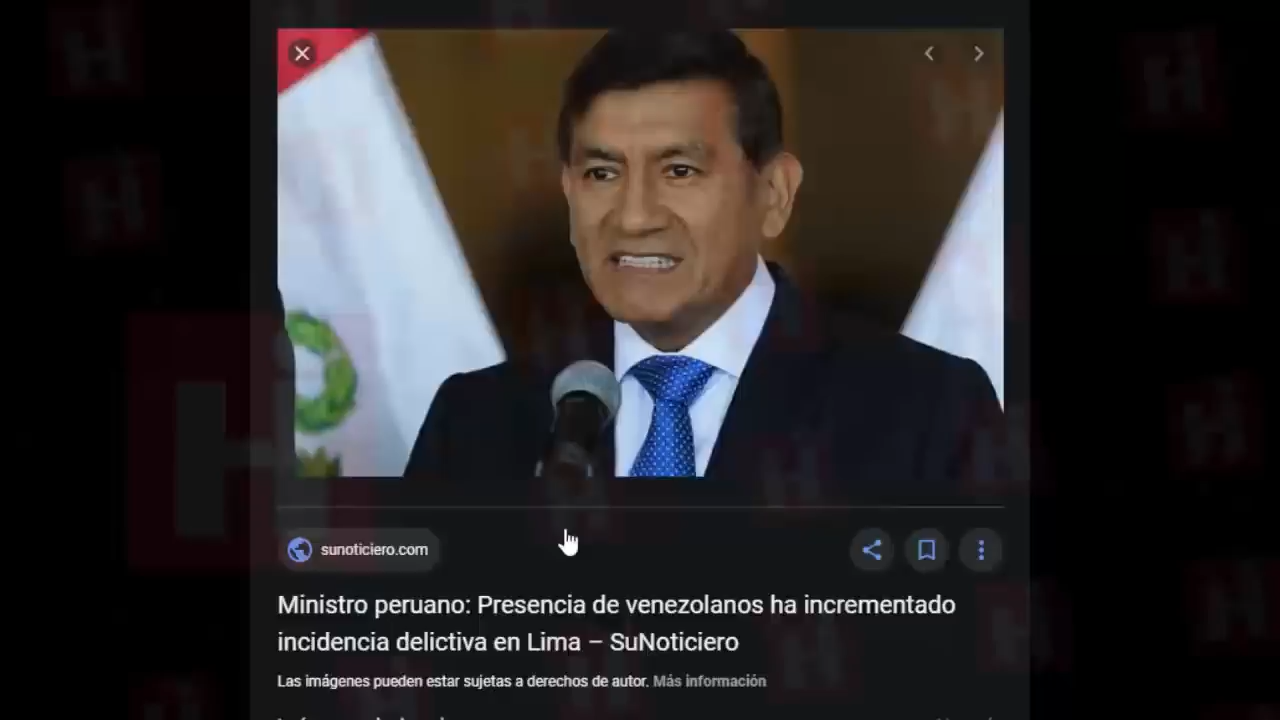 sunoticiero.com
Ministro peruano: Presencia de venezolanos ha incrementado
incidencia delictiva en Lima – SuNoticiero
Las imágenes pueden estar sujetas a derechos de autor. Más información